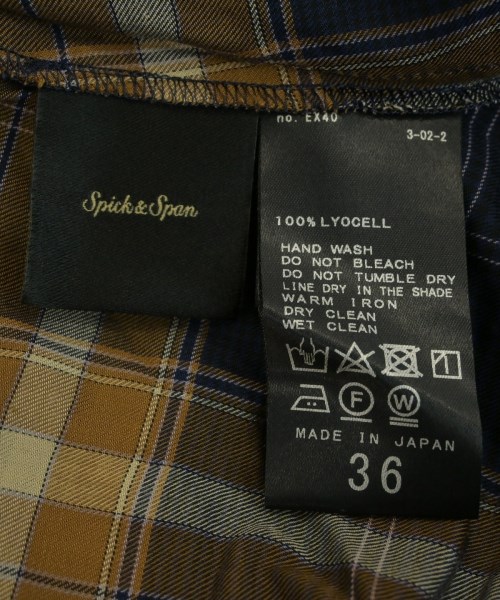 no. EX40
3-02-2
Spick & Span
100% LYOCELL
HAND WASH
DO NOT BLEACH
DO NOT TUMBLE DRY
LINE DRY IN THE SHADE
WARM IRON
DRY CLEAN
WET CLEAN
F W
MADE IN JAPAN
36